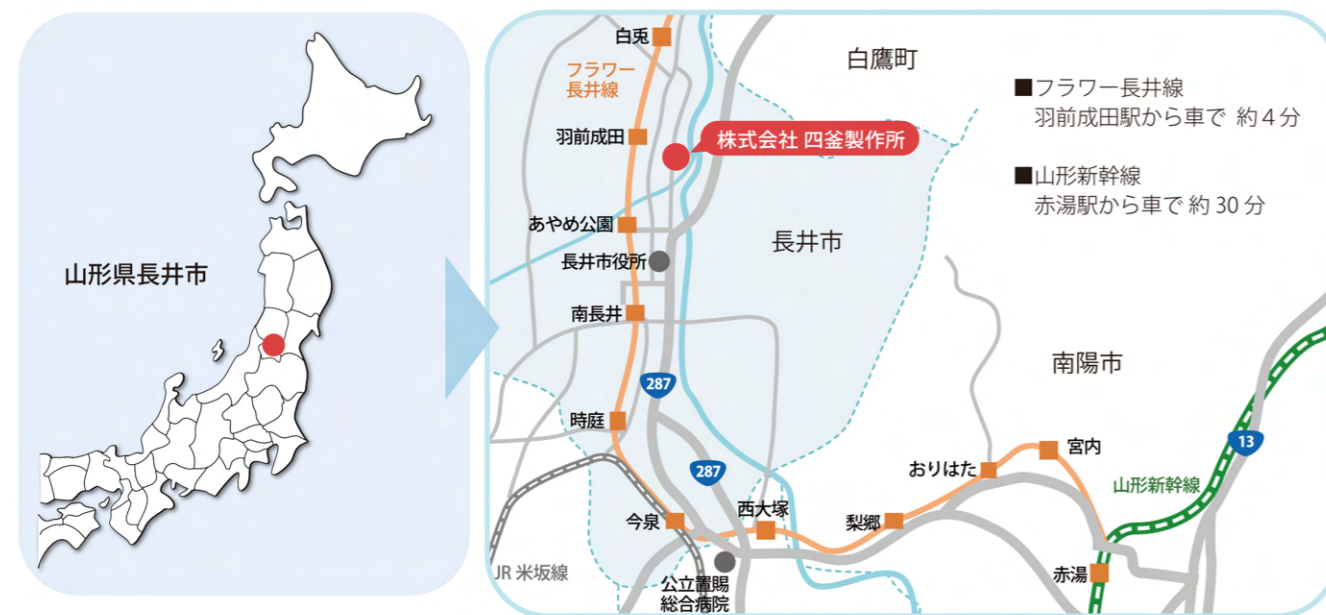 山形県長井市
白兎
フラワー
長井線
白鷹町
■フラワー長井線
羽前成田駅から車で 約4分
羽前成田
株式会社 四釜製作所
■山形新幹線
赤湯駅から車で 約30分
あやめ公園
長井市
長井市役所
南長井
南陽市
287
時庭
13
宮内
おりはた
287
山形新幹線
西大塚
今泉
梨郷
JR 米坂線
赤湯
公立置賜
総合病院